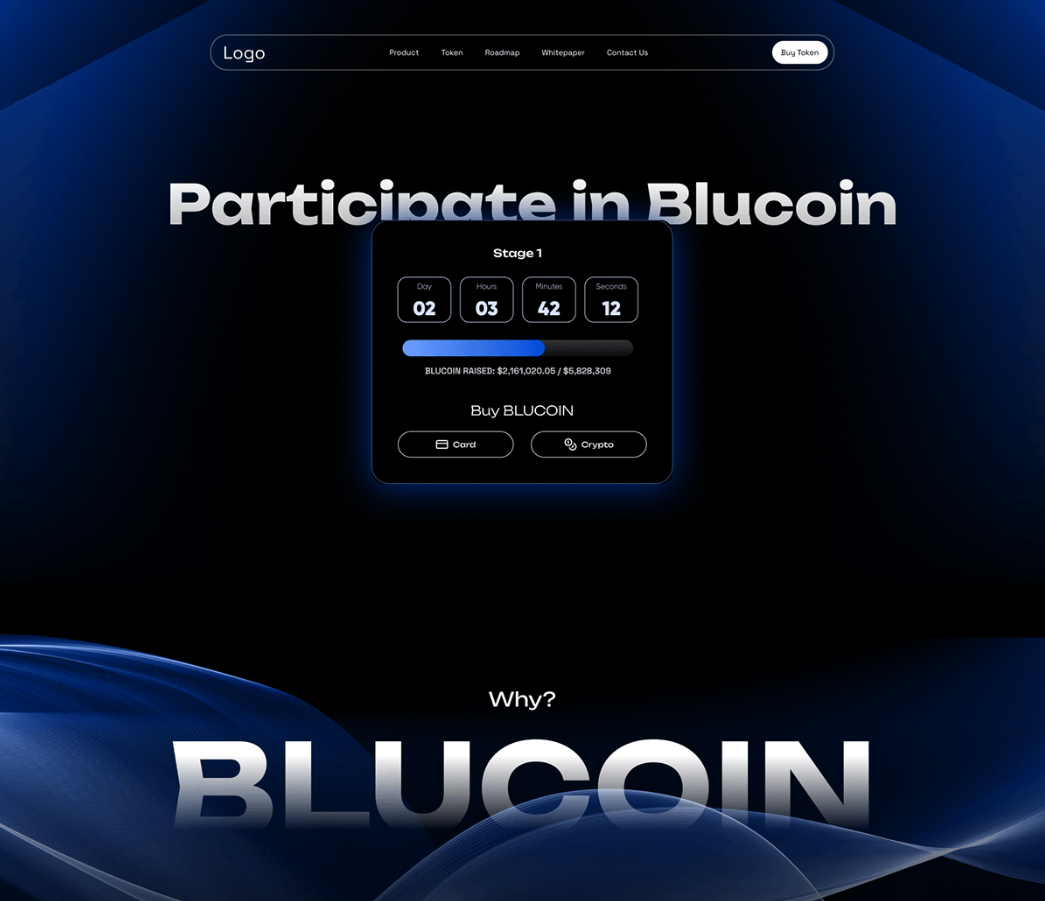 Logo
Product Token Roadmap Whitepaper Contact Us
Buy Token
Participate in Blucoin
Stage 1
Day Hours Minutes Seconds
02 03 42 12
BLUCOIN RAISED: $2,161,020.05 / $5,828,309
Buy BLUCOIN
Card Crypto
Why?
BLUCOIN